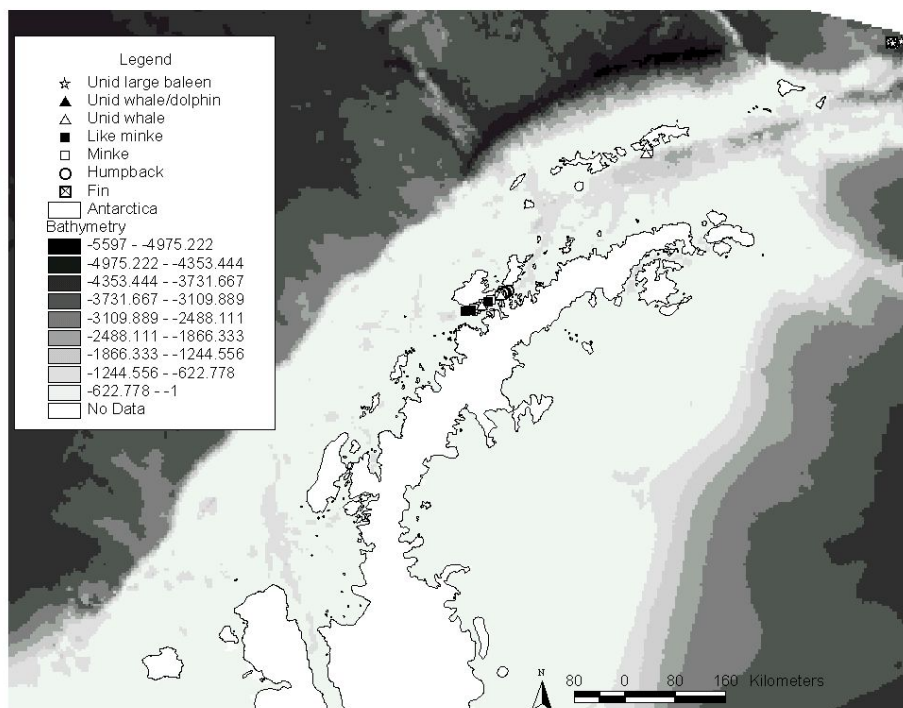 Legend
Unid large baleen
Unid whale/dolphin
Unid whale
Like minke
Minke
Humpback
Fin
Antarctica
Bathymetry
-5597 - -4975.222
-4975.222 - -4353.444
-4353.444 - -3731.667
-3731.667 - -3109.889
-3109.889 - -2488.111
-2488.111 - -1866.333
-1866.333 - -1244.556
-1244.556 - -622.778
-622.778 - -1
No Data
N
80 0 80 160 Kilometers